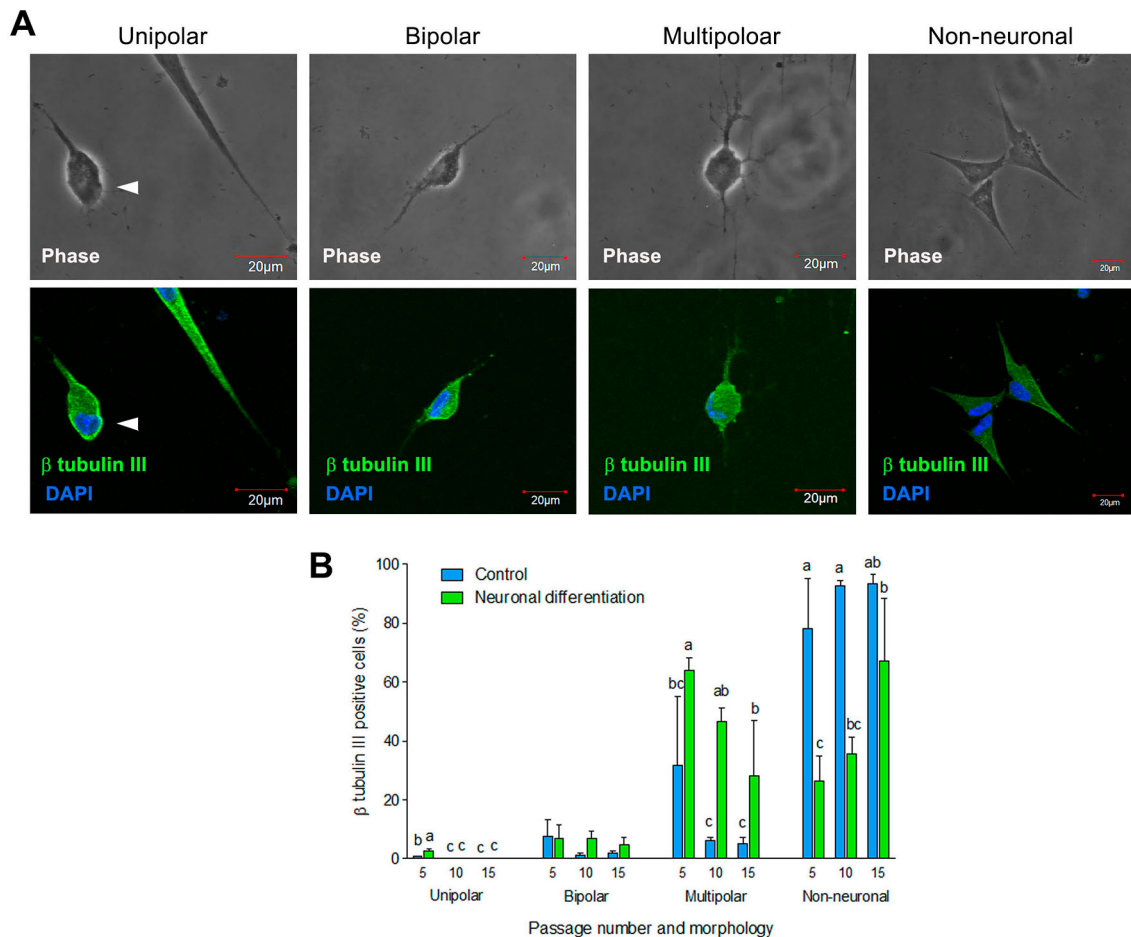 A
Unipolar Bipolar Multipoloar Non-neuronal
Phase Phase Phase Phase
20µm 20µm 20µm 20µm
β tubulin III β tubulin III β tubulin III β tubulin III
DAPI DAPI DAPI DAPI
20µm 20µm 20µm 20µm
B
Control
Neuronal differentiation
β tubulin III positive cells (%)
100
80
60
40
20
0
b a c c c c
bc a c ab c b
a c a bc ab b
5 10 15 5 10 15 5 10 15 5 10 15
Unipolar Bipolar Multipolar Non-neuronal
Passage number and morphology